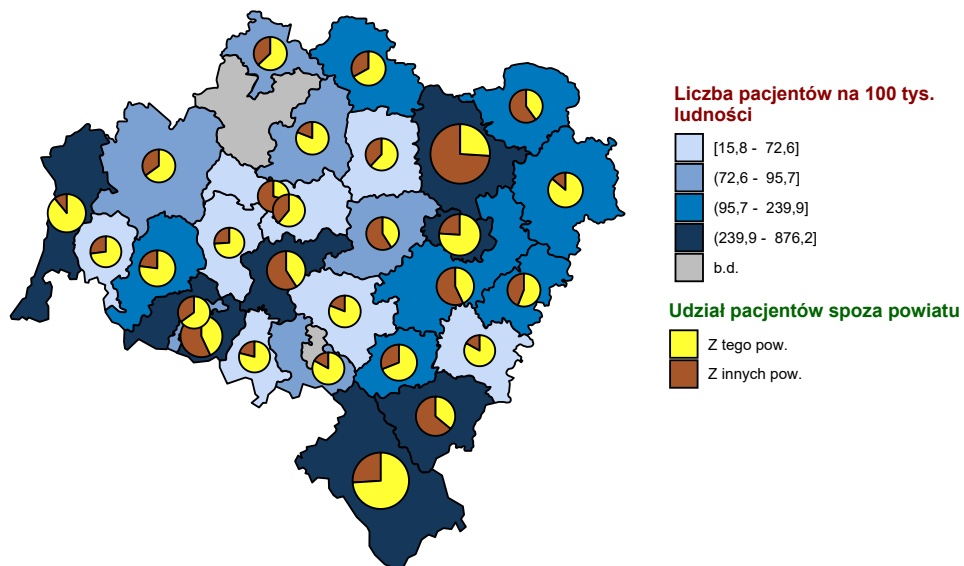 Liczba pacjentów na 100 tys.
ludności
[15,8 - 72,6]
(72,6 - 95,7]
(95,7 - 239,9]
(239,9 - 876,2]
b.d.
Udział pacjentów spoza powiatu
Z tego pow.
Z innych pow.